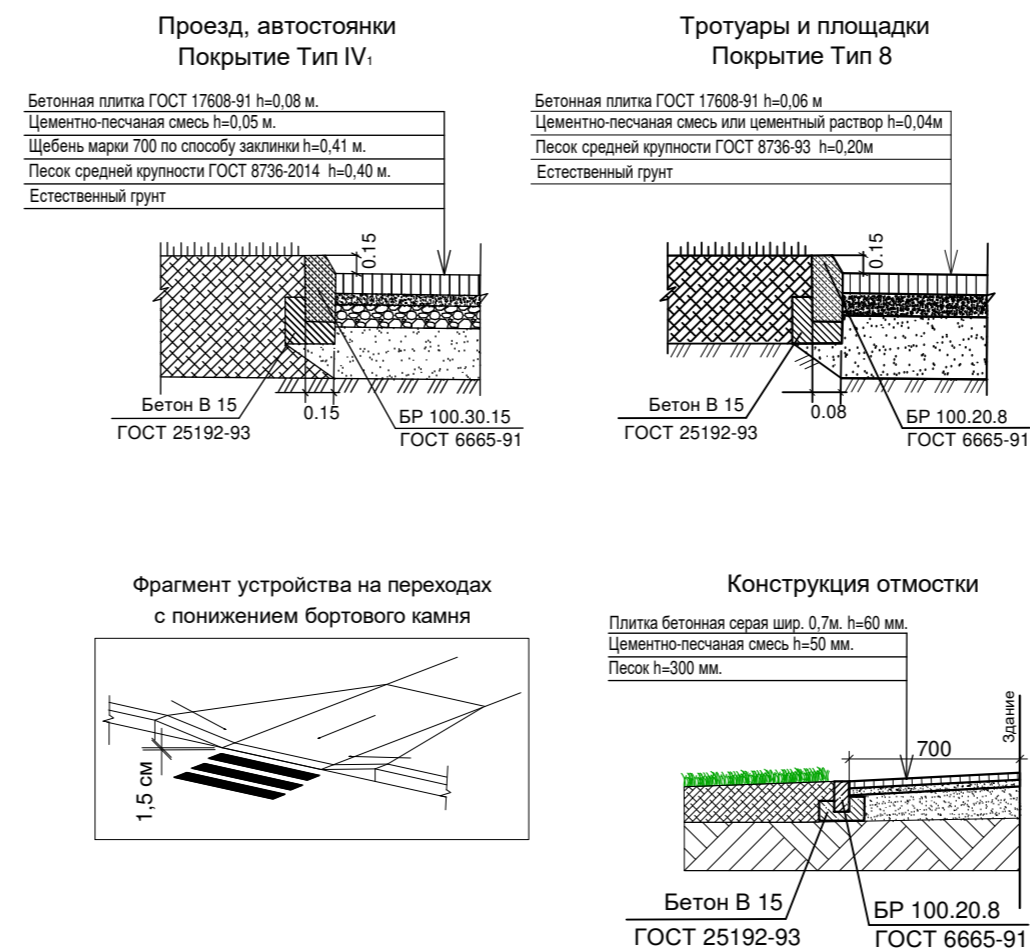 Проезд, автостоянки
Покрытие Тип IV₁
Бетонная плитка ГОСТ 17608-91 h=0,08 м.
Цементно-песчаная смесь h=0,05 м.
Щебень марки 700 по способу заклинки h=0,41 м.
Песок средней крупности ГОСТ 8736-2014 h=0,40 м.
Естественный грунт
0.15
Бетон В 15
ГОСТ 25192-93
0.15
БР 100.30.15
ГОСТ 6665-91
Тротуары и площадки
Покрытие Тип 8
Бетонная плитка ГОСТ 17608-91 h=0,06 м
Цементно-песчаная смесь или цементный раствор h=0,04м
Песок средней крупности ГОСТ 8736-93 h=0,20м
Естественный грунт
0.15
Бетон В 15
ГОСТ 25192-93
0.08
БР 100.20.8
ГОСТ 6665-91
Фрагмент устройства на переходах
с понижением бортового камня
1,5 см
Конструкция отмостки
Плитка бетонная серая шир. 0,7м. h=60 мм.
Цементно-песчаная смесь h=50 мм.
Песок h=300 мм.
Здание
700
Бетон В 15
ГОСТ 25192-93
БР 100.20.8
ГОСТ 6665-91